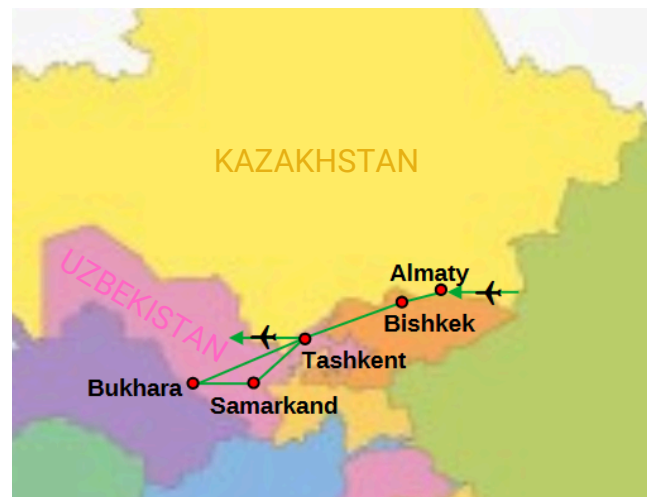 KAZAKHSTAN
UZBEKISTAN
Almaty
Bishkek
Tashkent
Bukhara
Samarkand